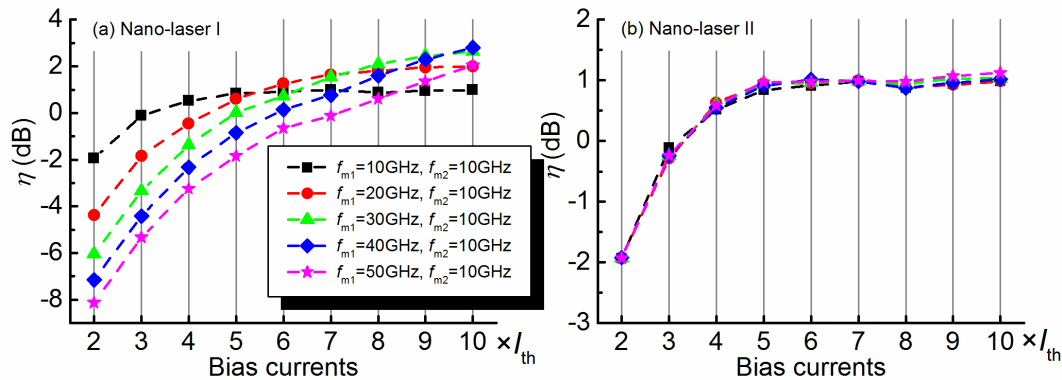 (a) Nano-laser I
4
2
0
-2
-4
-6
-8
η (dB)
f_m1=10GHz, f_m2=10GHz
f_m1=20GHz, f_m2=10GHz
f_m1=30GHz, f_m2=10GHz
f_m1=40GHz, f_m2=10GHz
f_m1=50GHz, f_m2=10GHz
2 3 4 5 6 7 8 9 10 ×I_th
Bias currents
(b) Nano-laser II
2
1
0
-1
-2
-3
η (dB)
2 3 4 5 6 7 8 9 10 ×I_th
Bias currents